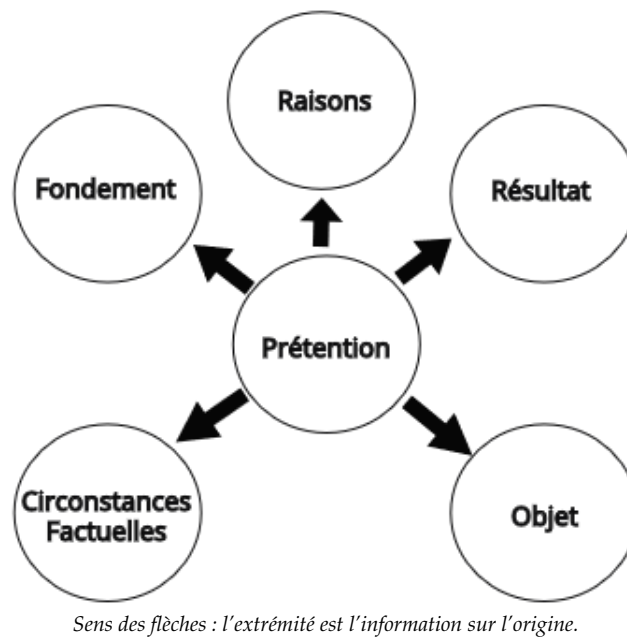 Raisons
Fondement
Résultat
Prétention
Circonstances
Factuelles
Objet
Sens des flèches : l'extrémité est l'information sur l'origine.